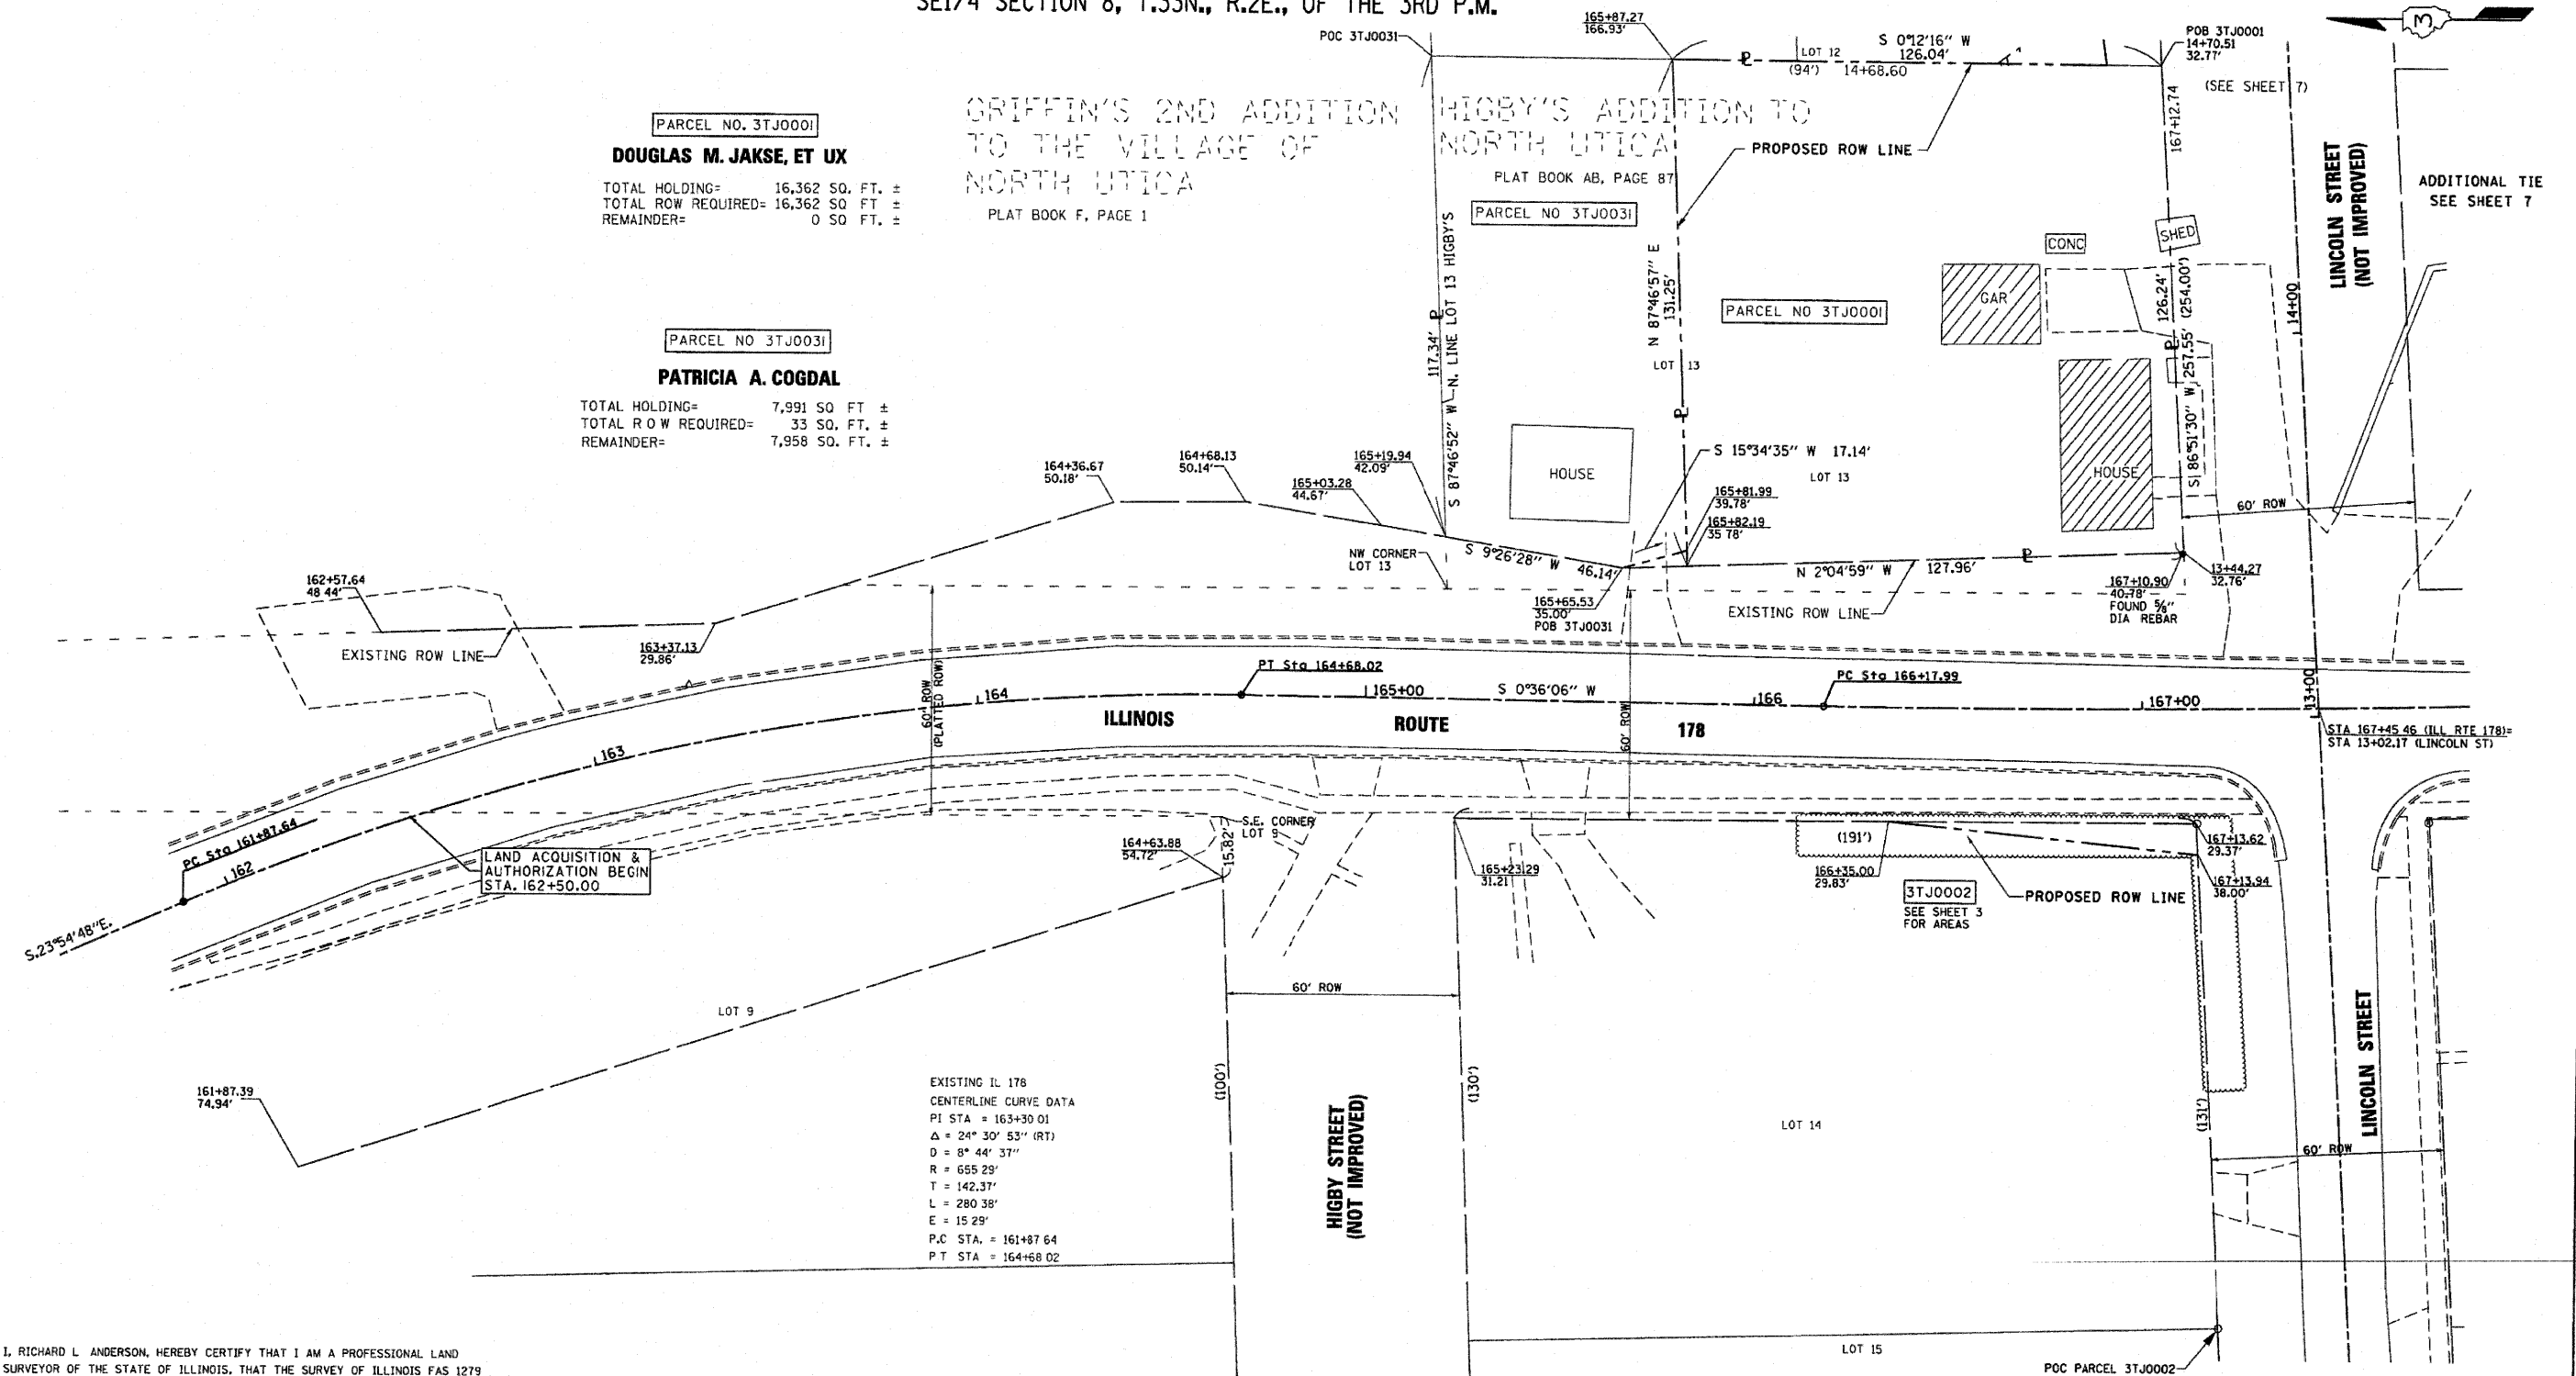 SE1/4 SECTION 8, T.33N., R.2E., OF THE 3RD P.M.
3
POC 3TJ0031
165+87.27
166.93'
LOT 12
S 0°12'16" W
126.04'
(94') 14+68.60
POB 3TJ0001
14+70.51
32.77'
(SEE SHEET 7)
167+12.74
PARCEL NO. 3TJ0001
DOUGLAS M. JAKSE, ET UX
TOTAL HOLDING= 16,362 SQ. FT. ±
TOTAL ROW REQUIRED= 16,362 SQ FT ±
REMAINDER= 0 SQ FT. ±
GRIFFIN'S 2ND ADDITION
TO THE VILLAGE OF
NORTH UTICA
PLAT BOOK F, PAGE 1
HIGBY'S ADDITION TO
NORTH UTICA
PLAT BOOK AB, PAGE 87
PROPOSED ROW LINE
PARCEL NO 3TJ0031
LINCOLN STREET
(NOT IMPROVED)
ADDITIONAL TIE
SEE SHEET 7
PARCEL NO 3TJ0031
PATRICIA A. COGDAL
TOTAL HOLDING= 7,991 SQ FT ±
TOTAL R O W REQUIRED= 33 SQ. FT. ±
REMAINDER= 7,958 SQ. FT. ±
117.34'
S 87°46'52" W
N. LINE LOT 13 HIGBY'S
N 87°46'57" E
131.25'
LOT 13
PARCEL NO 3TJ0001
CONC
SHED
GAR
126.24'
S 86°51'30" W 257.55' (254.00')
14+00
HOUSE
HOUSE
S 15°34'35" W 17.14'
LOT 13
165+81.99
39.78'
165+82.19
35 78'
60' ROW
164+36.67
50.18'
164+68.13
50.14'
165+03.28
44.67'
165+19.94
42.09'
NW CORNER
LOT 13
S 9°26'28" W 46.14'
165+65.53
35.00'
POB 3TJ0031
N 2°04'59" W 127.96'
EXISTING ROW LINE
167+10.90
40.78'
FOUND 5/8"
DIA REBAR
13+44.27
32.76'
162+57.64
48 44'
EXISTING ROW LINE
163+37.13
29.86'
60' ROW
(PLATTED ROW)
PT Sta 164+68.02
164
165+00
S 0°36'06" W
166
PC Sta 166+17.99
167+00
13+00
ILLINOIS ROUTE 178
60' ROW
STA 167+45 46 (ILL RTE 178)=
STA 13+02.17 (LINCOLN ST)
163
PC Sta 161+87.64
162
S.23°54'48"E.
LAND ACQUISITION &
AUTHORIZATION BEGIN
STA. 162+50.00
164+63.88
54.72'
15.82'
S.E. CORNER
LOT 9
165+23.29
31.21
(191')
166+35.00
29.83'
3TJ0002
SEE SHEET 3
FOR AREAS
PROPOSED ROW LINE
167+13.62
29.37'
167+13.94
38.00'
LOT 9
60' ROW
161+87.39
74.94'
EXISTING IL 178
CENTERLINE CURVE DATA
PI STA = 163+30 01
Δ = 24° 30' 53" (RT)
D = 8° 44' 37"
R = 655 29'
T = 142.37'
L = 280 38'
E = 15 29'
P.C STA. = 161+87 64
P T STA = 164+68 02
(100')
HIGBY STREET
(NOT IMPROVED)
(130')
LOT 14
(131')
LINCOLN STREET
60' ROW
LOT 15
POC PARCEL 3TJ0002
I, RICHARD L ANDERSON, HEREBY CERTIFY THAT I AM A PROFESSIONAL LAND
SURVEYOR OF THE STATE OF ILLINOIS, THAT THE SURVEY OF ILLINOIS FAS 1279